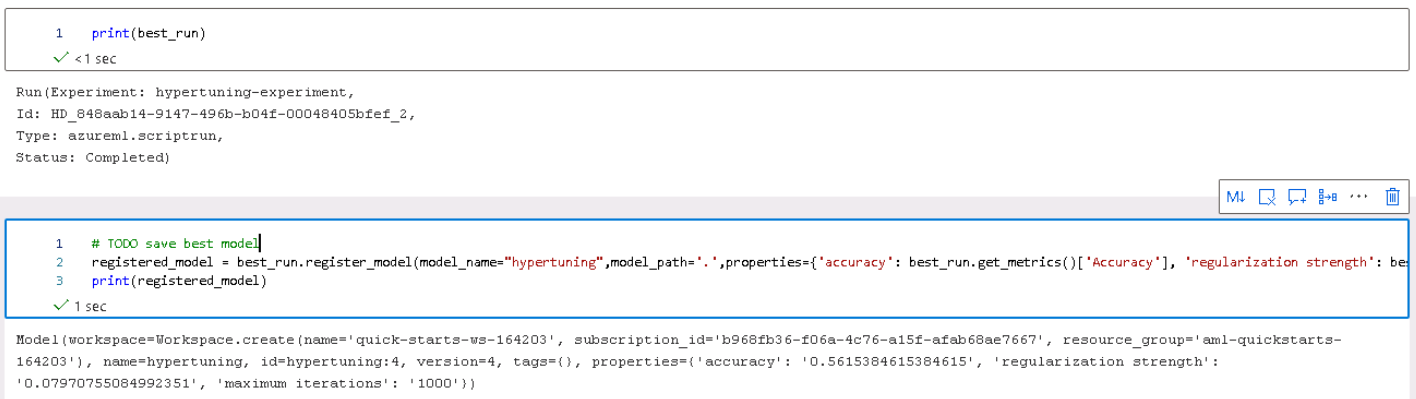 1 print(best_run)
<1 sec
Run(Experiment: hypertuning-experiment,
Id: HD_848aab14-9147-496b-b04f-00048405bfef_2,
Type: azureml.scriptrun,
Status: Completed)
M↓
1 # TODO save best model
2 registered_model = best_run.register_model(model_name="hypertuning",model_path='.',properties={'accuracy': best_run.get_metrics()['Accuracy'], 'regularization strength': be
3 print(registered_model)
1 sec
Model(workspace=Workspace.create(name='quick-starts-ws-164203', subscription_id='b968fb36-f06a-4c76-a15f-afab68ae7667', resource_group='aml-quickstarts-
164203'), name=hypertuning, id=hypertuning:4, version=4, tags={}, properties={'accuracy': '0.5615384615384615', 'regularization strength':
'0.07970755084992351', 'maximum iterations': '1000'})